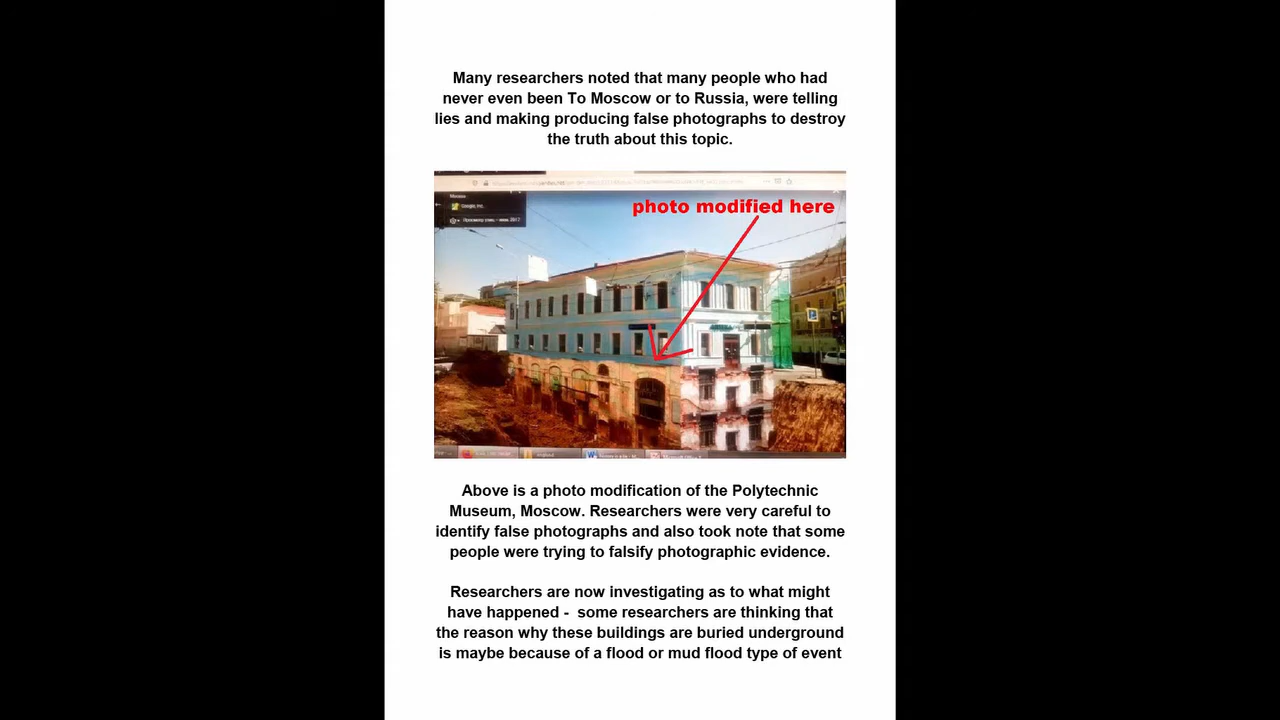 Many researchers noted that many people who had
never even been To Moscow or to Russia, were telling
lies and making producing false photographs to destroy
the truth about this topic.
photo modified here
Google, Inc.
Above is a photo modification of the Polytechnic
Museum, Moscow. Researchers were very careful to
identify false photographs and also took note that some
people were trying to falsify photographic evidence.
Researchers are now investigating as to what might
have happened -  some researchers are thinking that
the reason why these buildings are buried underground
is maybe because of a flood or mud flood type of event